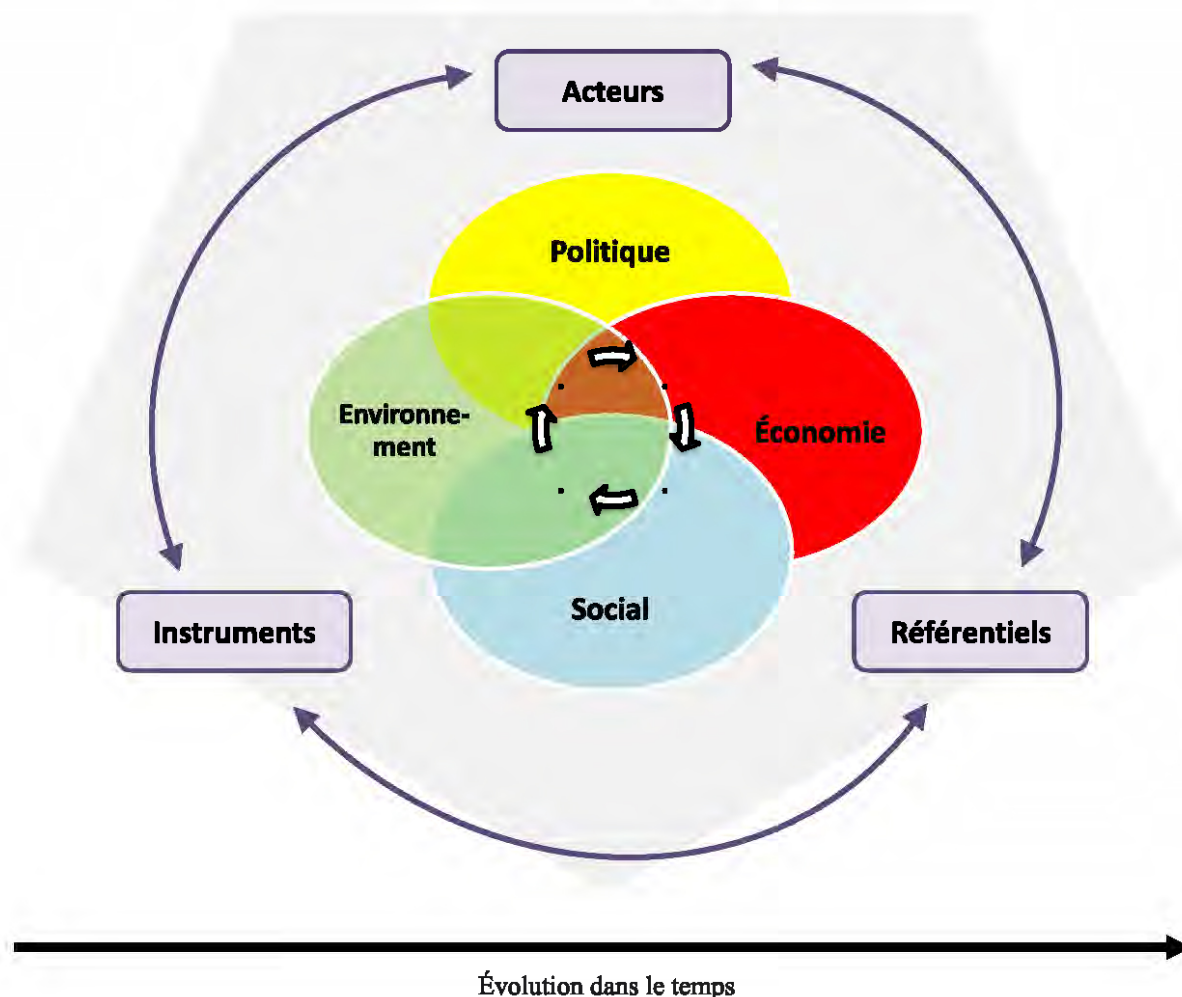 Acteurs
Politique
Environne-
ment
Économie
Social
Instruments
Référentiels
Évolution dans le temps